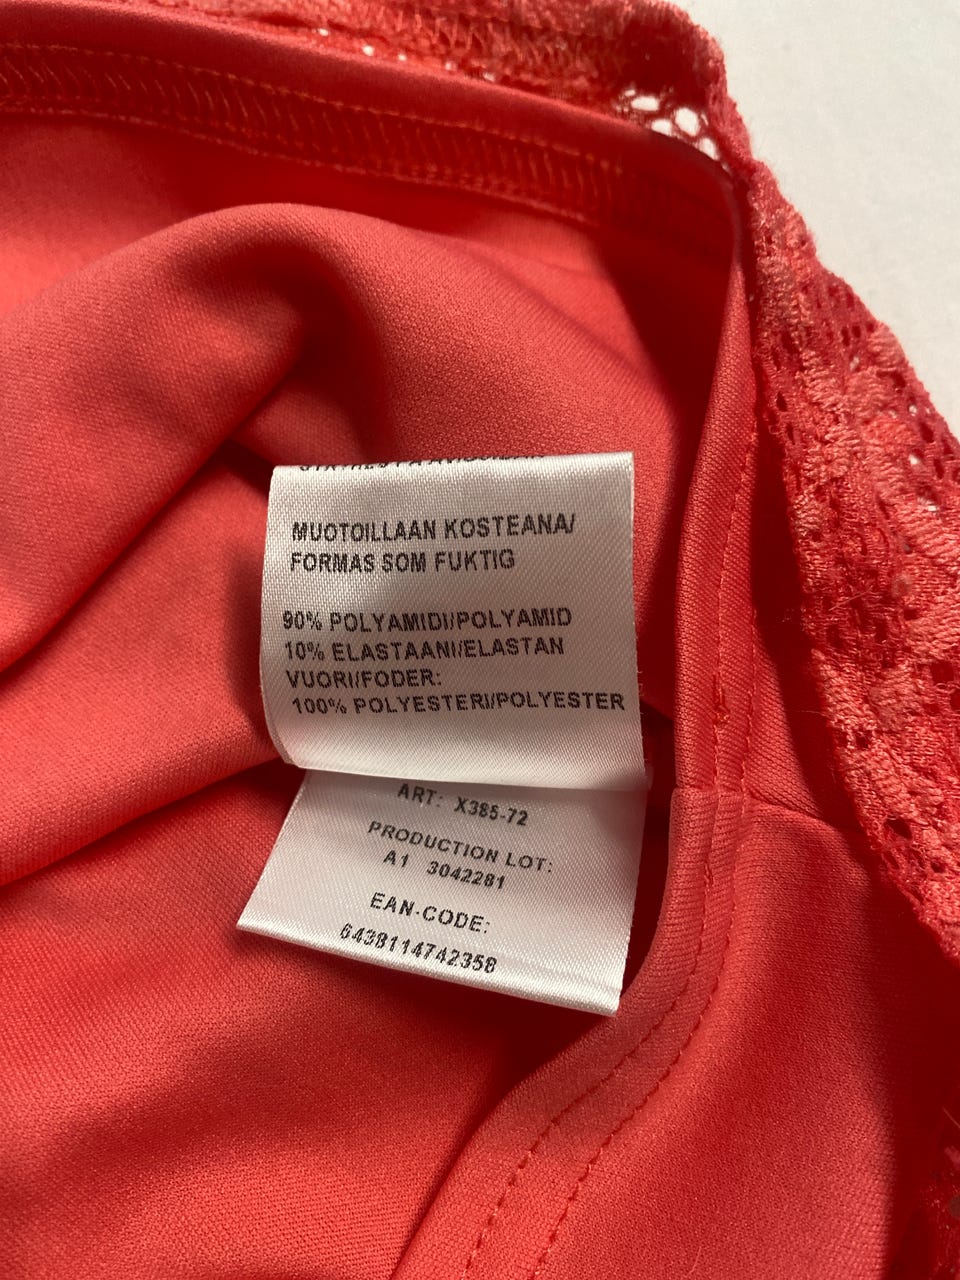 MUOTOILLAAN KOSTEANA/
FORMAS SOM FUKTIG
90% POLYAMIDI/POLYAMID
10% ELASTAANI/ELASTAN
VUORI/FODER:
100% POLYESTERI/POLYESTER
ART: X385-72
PRODUCTION LOT:
A1 3042281
EAN-CODE:
6438114742358